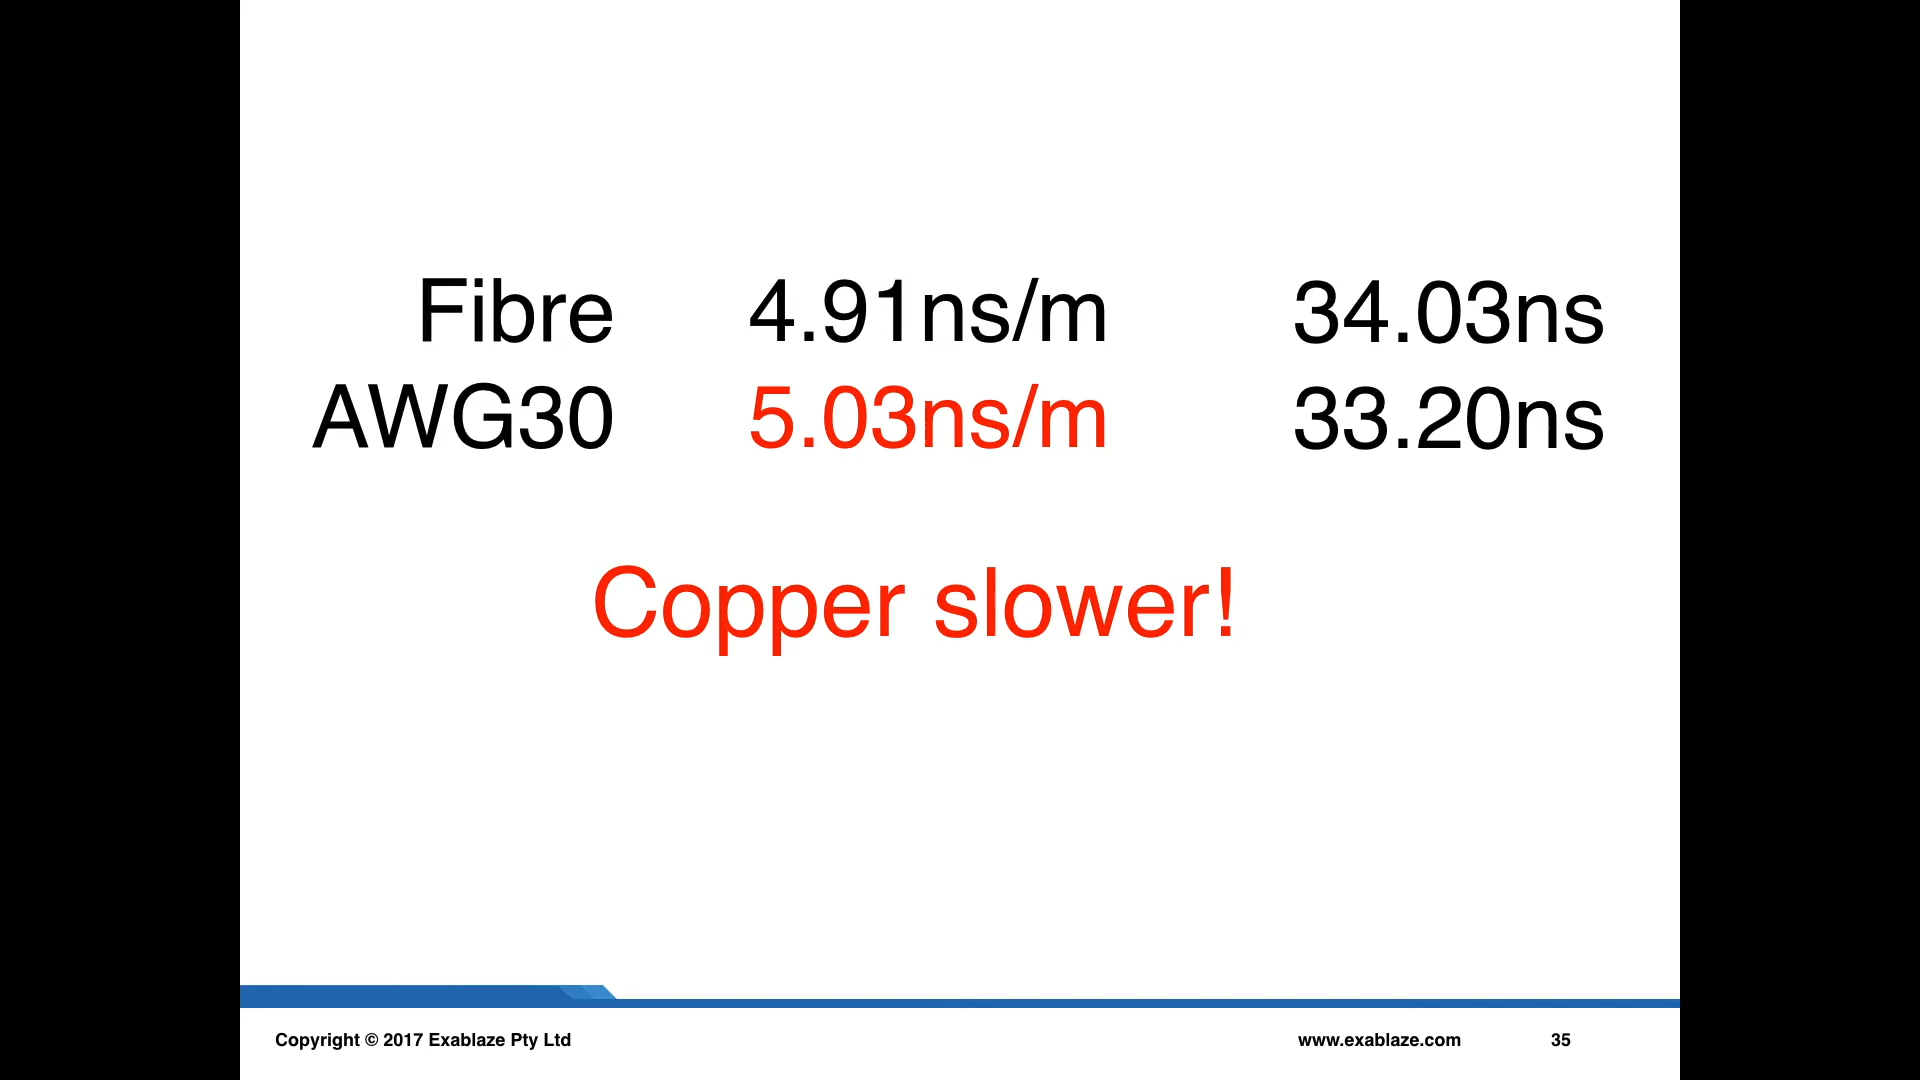 Fibre 4.91ns/m 34.03ns
AWG30 5.03ns/m 33.20ns
Copper slower!
Copyright © 2017 Exablaze Pty Ltd www.exablaze.com 35